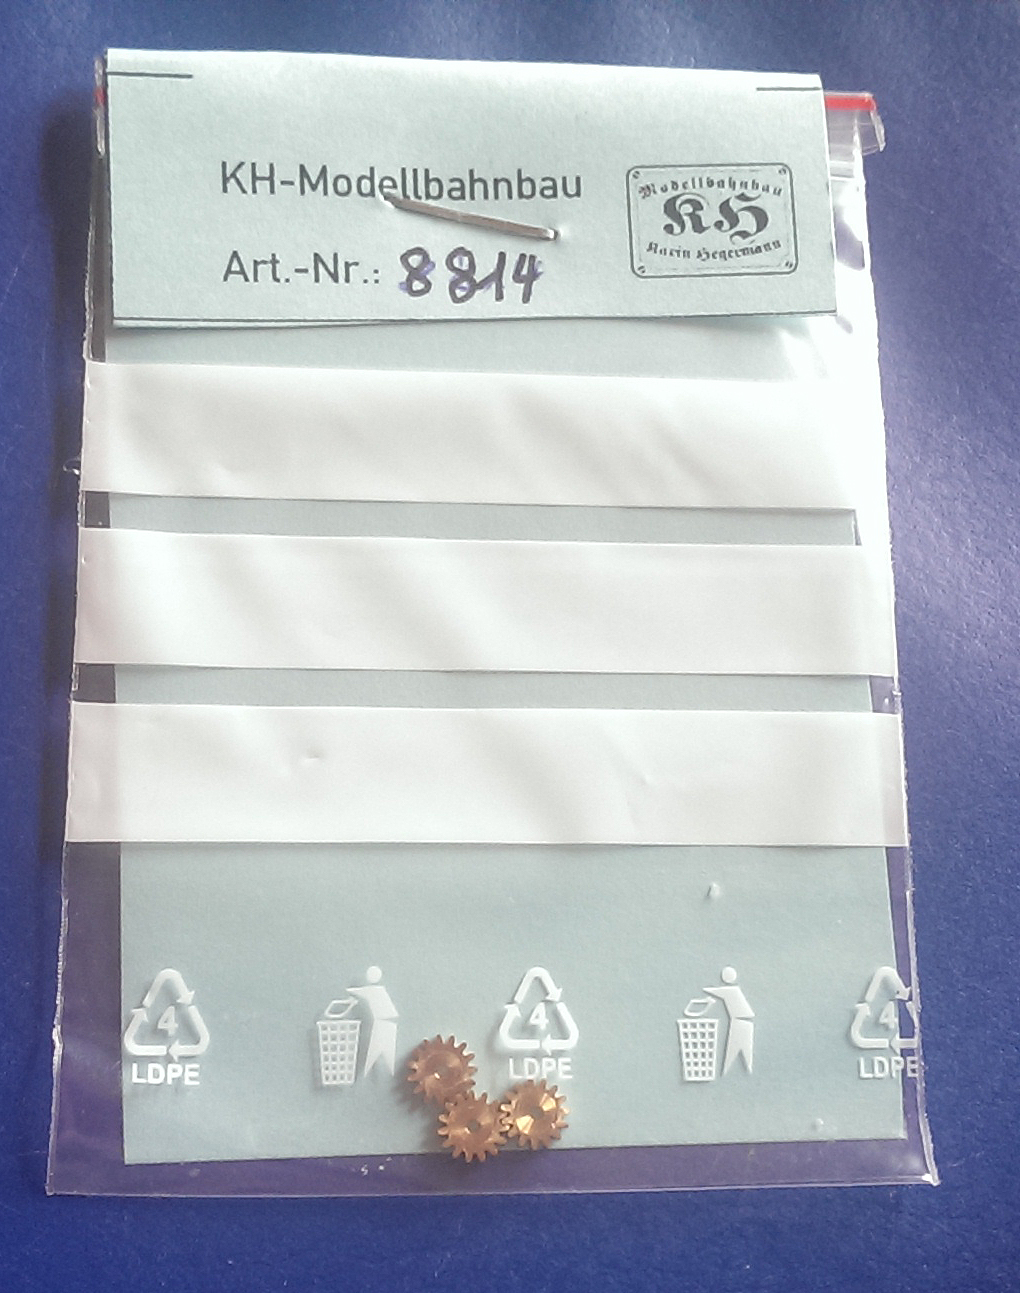 KH-Modellbahnbau
Modellbahnbau
KH
Karin Hegermann
Art.-Nr.: 8814
4
LDPE
4
LDPE
4
LDPE